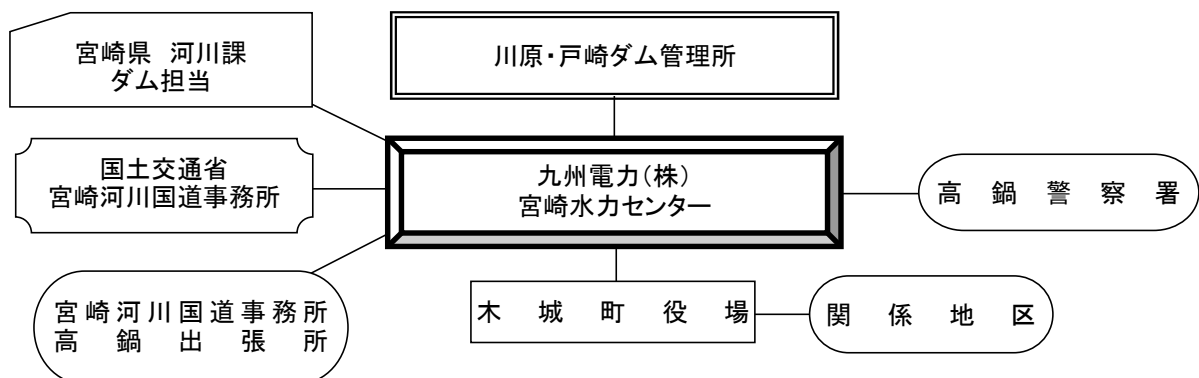 宮崎県 河川課
ダム担当
川原・戸崎ダム管理所
国土交通省
宮崎河川国道事務所
九州電力(株)
宮崎水力センター
高鍋警察署
宮崎河川国道事務所
高鍋出張所
木城町役場
関係地区